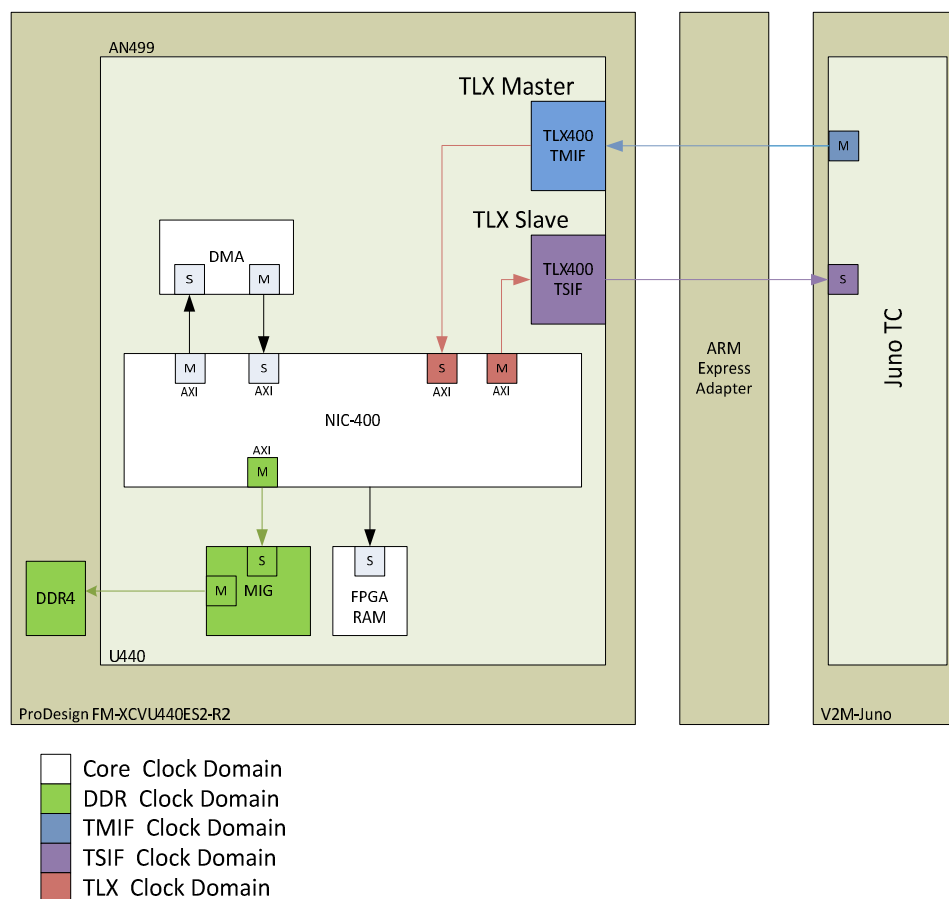 AN499
TLX Master
TLX400
TMIF
M
TLX Slave
TLX400
TSIF
S
DMA
S
M
M
AXI
S
AXI
S
AXI
M
AXI
NIC-400
AXI
M
S
M
MIG
S
FPGA
RAM
DDR4
U440
ProDesign FM-XCVU440ES2-R2
ARM
Express
Adapter
Juno TC
V2M-Juno
Core Clock Domain
DDR Clock Domain
TMIF Clock Domain
TSIF Clock Domain
TLX Clock Domain